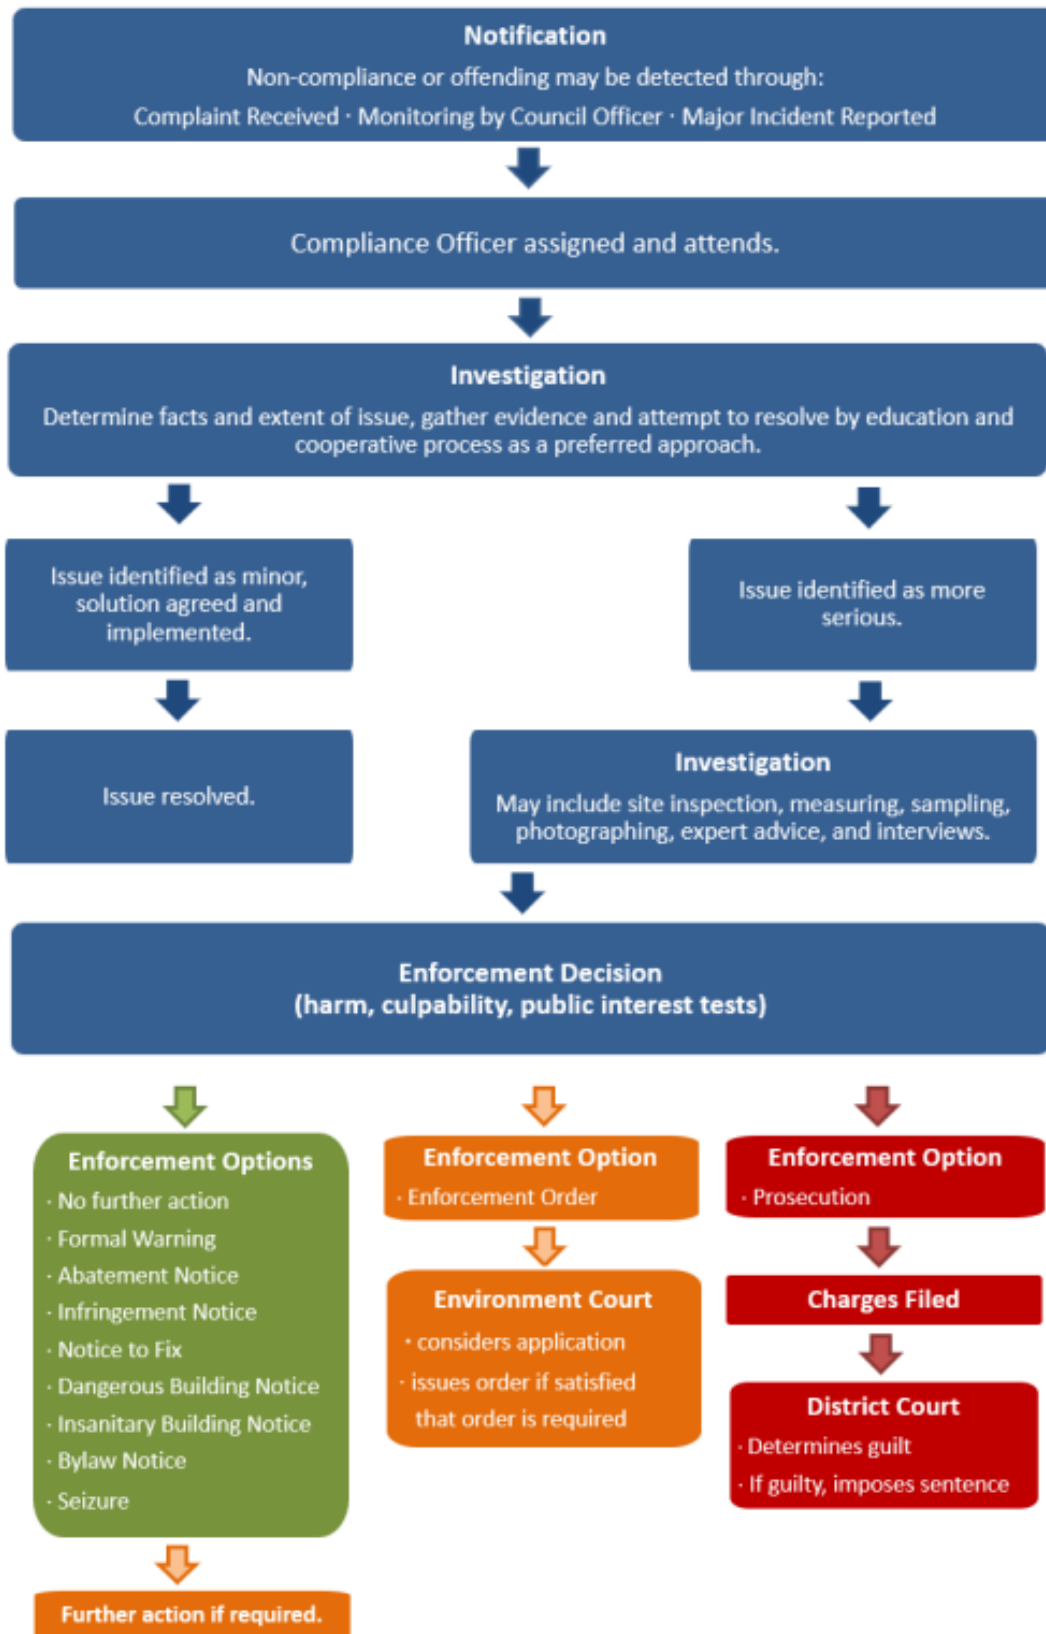 Notification
Non-compliance or offending may be detected through:
Complaint Received · Monitoring by Council Officer · Major Incident Reported
Compliance Officer assigned and attends.
Investigation
Determine facts and extent of issue, gather evidence and attempt to resolve by education and
cooperative process as a preferred approach.
Issue identified as minor,
solution agreed and
implemented.
Issue identified as more
serious.
Issue resolved.
Investigation
May include site inspection, measuring, sampling,
photographing, expert advice, and interviews.
Enforcement Decision
(harm, culpability, public interest tests)
Enforcement Options
· No further action
· Formal Warning
· Abatement Notice
· Infringement Notice
· Notice to Fix
· Dangerous Building Notice
· Insanitary Building Notice
· Bylaw Notice
· Seizure
Further action if required.
Enforcement Option
· Enforcement Order
Environment Court
· considers application
· issues order if satisfied
that order is required
Enforcement Option
· Prosecution
Charges Filed
District Court
· Determines guilt
· If guilty, imposes sentence